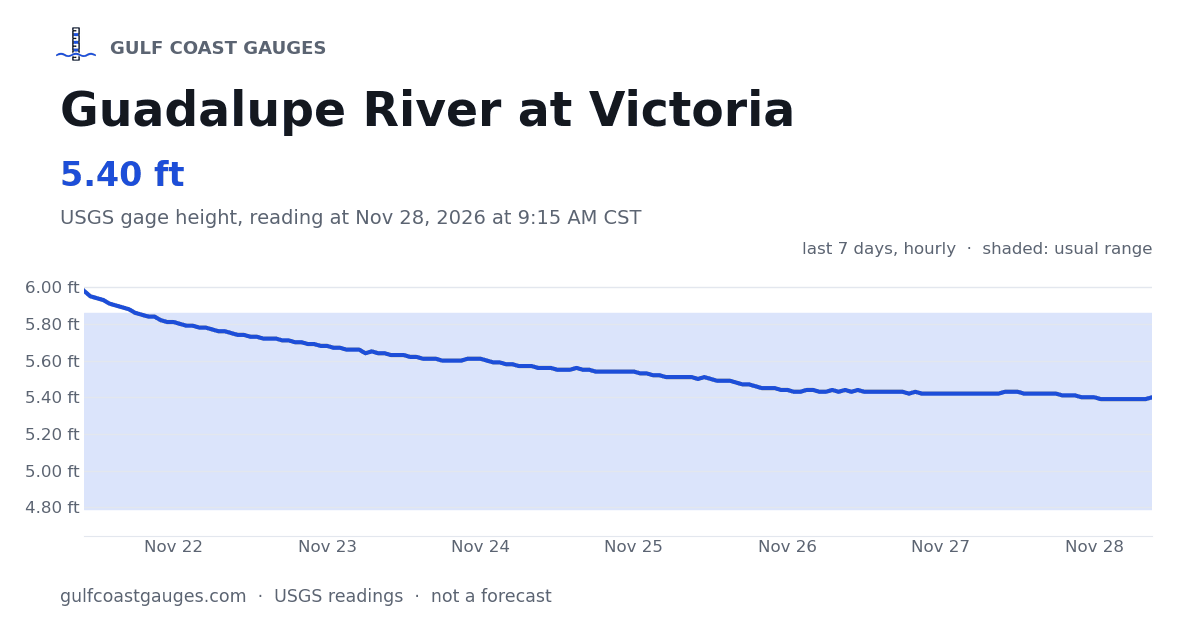 GULF COAST GAUGES
Guadalupe River at Victoria
5.40 ft
USGS gage height, reading at Nov 28, 2026 at 9:15 AM CST
last 7 days, hourly · shaded: usual range
6.00 ft
5.80 ft
5.60 ft
5.40 ft
5.20 ft
5.00 ft
4.80 ft
Nov 22 Nov 23 Nov 24 Nov 25 Nov 26 Nov 27 Nov 28
gulfcoastgauges.com · USGS readings · not a forecast